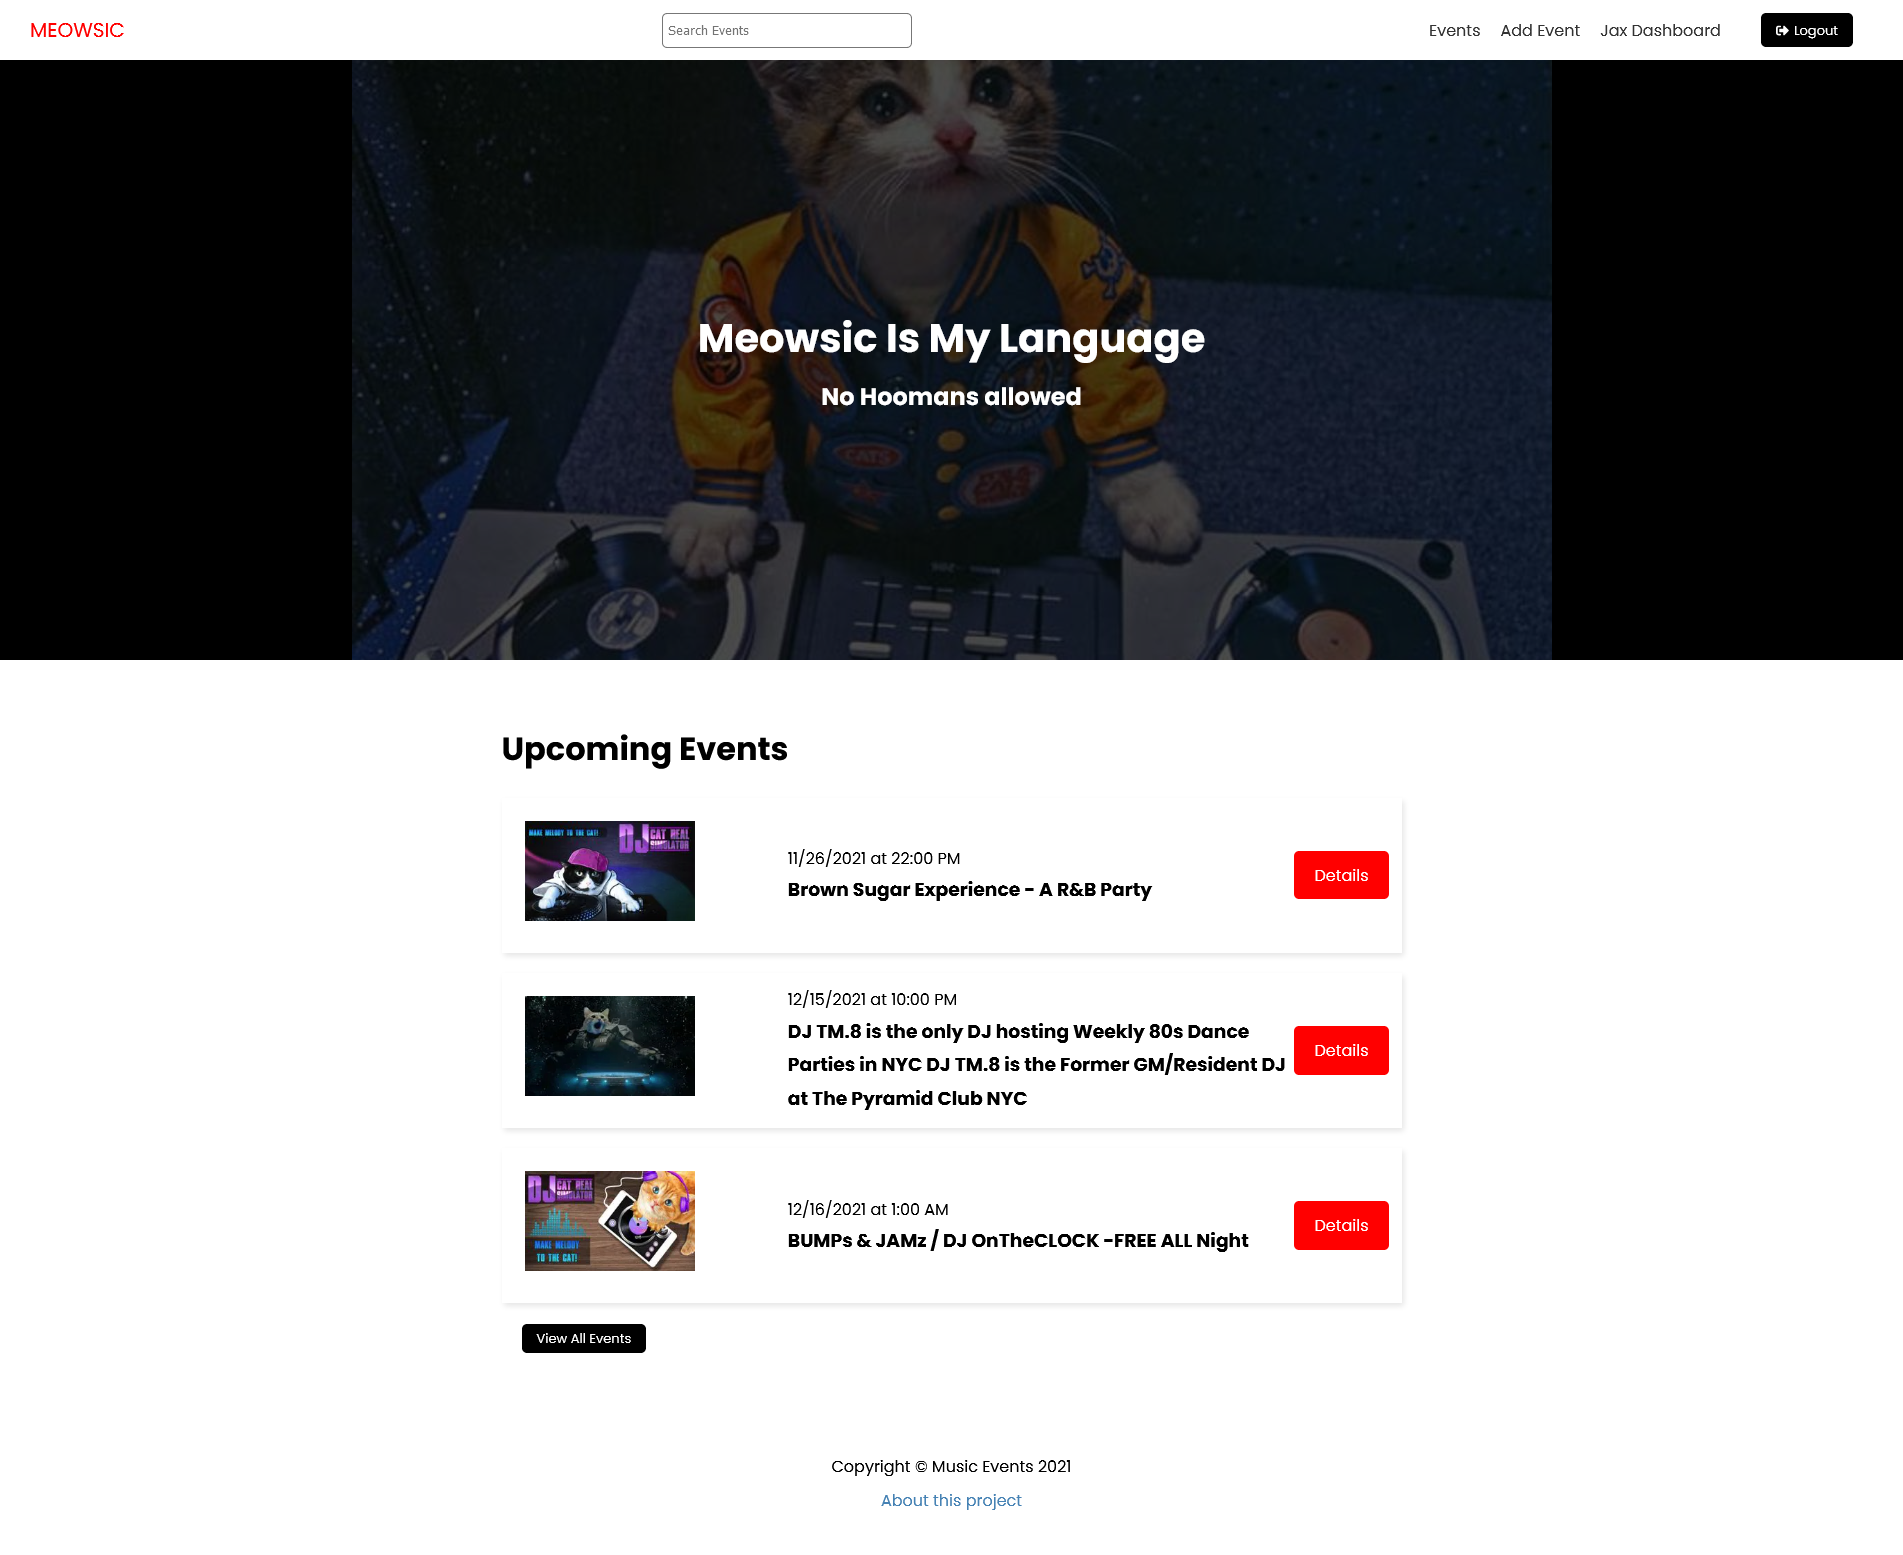 MEOWSIC
Search Events
Events
Add Event
Jax Dashboard
Logout
CATS
Meowsic Is My Language
No Hoomans allowed
Upcoming Events
MAKE MELODY TO THE CAT!
DJ CAT REAL
SIMULATOR
11/26/2021 at 22:00 PM
Brown Sugar Experience - A R&B Party
Details
12/15/2021 at 10:00 PM
DJ TM.8 is the only DJ hosting Weekly 80s Dance
Parties in NYC DJ TM.8 is the Former GM/Resident DJ
at The Pyramid Club NYC
Details
DJ CAT REAL
SIMULATOR
MAKE MELODY
TO THE CAT!
12/16/2021 at 1:00 AM
BUMPs & JAMz / DJ OnTheCLOCK -FREE ALL Night
Details
View All Events
Copyright © Music Events 2021
About this project